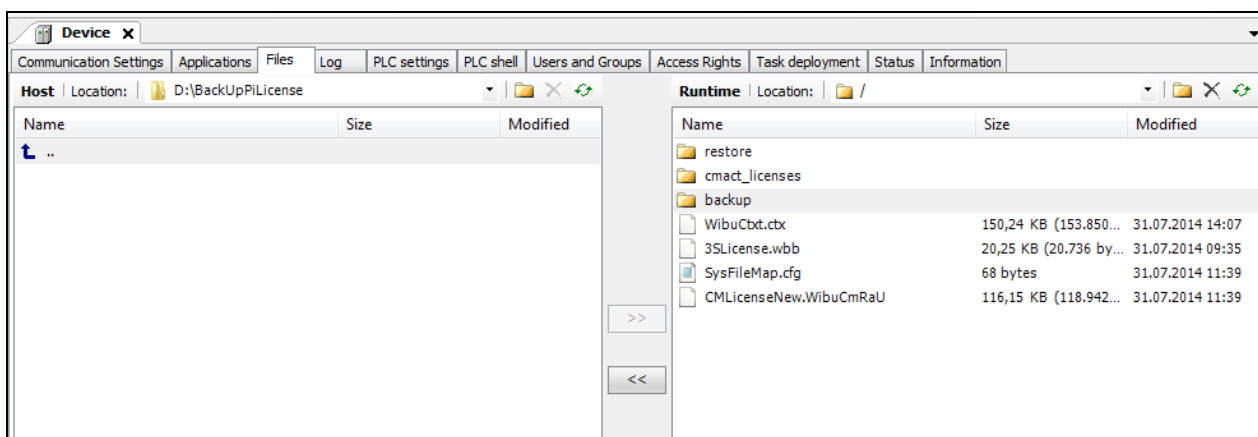 Device
Communication Settings Applications Files Log PLC settings PLC shell Users and Groups Access Rights Task deployment Status Information
Host Location: D:\BackUpPiLicense
Name Size Modified
..
Runtime Location: /
Name Size Modified
restore
cmact_licenses
backup
WibuCtxt.ctx 150,24 KB (153.850... 31.07.2014 14:07
3SLicense.wbb 20,25 KB (20.736 by... 31.07.2014 09:35
SysFileMap.cfg 68 bytes 31.07.2014 11:39
CMLicenseNew.WibuCmRaU 116,15 KB (118.942... 31.07.2014 11:39
>>
<<